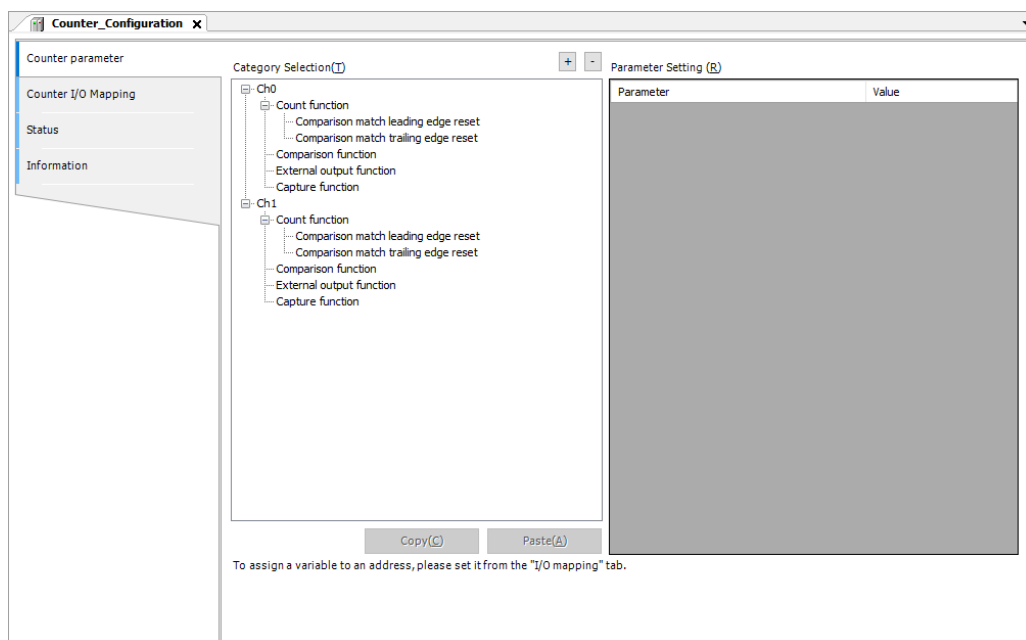 Counter_Configuration
Counter parameter
Counter I/O Mapping
Status
Information
Category Selection(T)
+ -
Ch0
Count function
Comparison match leading edge reset
Comparison match trailing edge reset
Comparison function
External output function
Capture function
Ch1
Count function
Comparison match leading edge reset
Comparison match trailing edge reset
Comparison function
External output function
Capture function
Copy(C) Paste(A)
Parameter Setting (R)
Parameter Value
To assign a variable to an address, please set it from the "I/O mapping" tab.